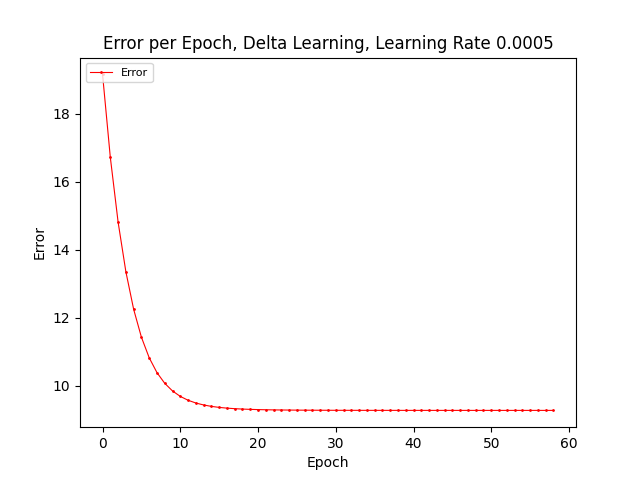 Error per Epoch, Delta Learning, Learning Rate 0.0005
Error
18
16
14
12
10
Error
0 10 20 30 40 50 60
Epoch